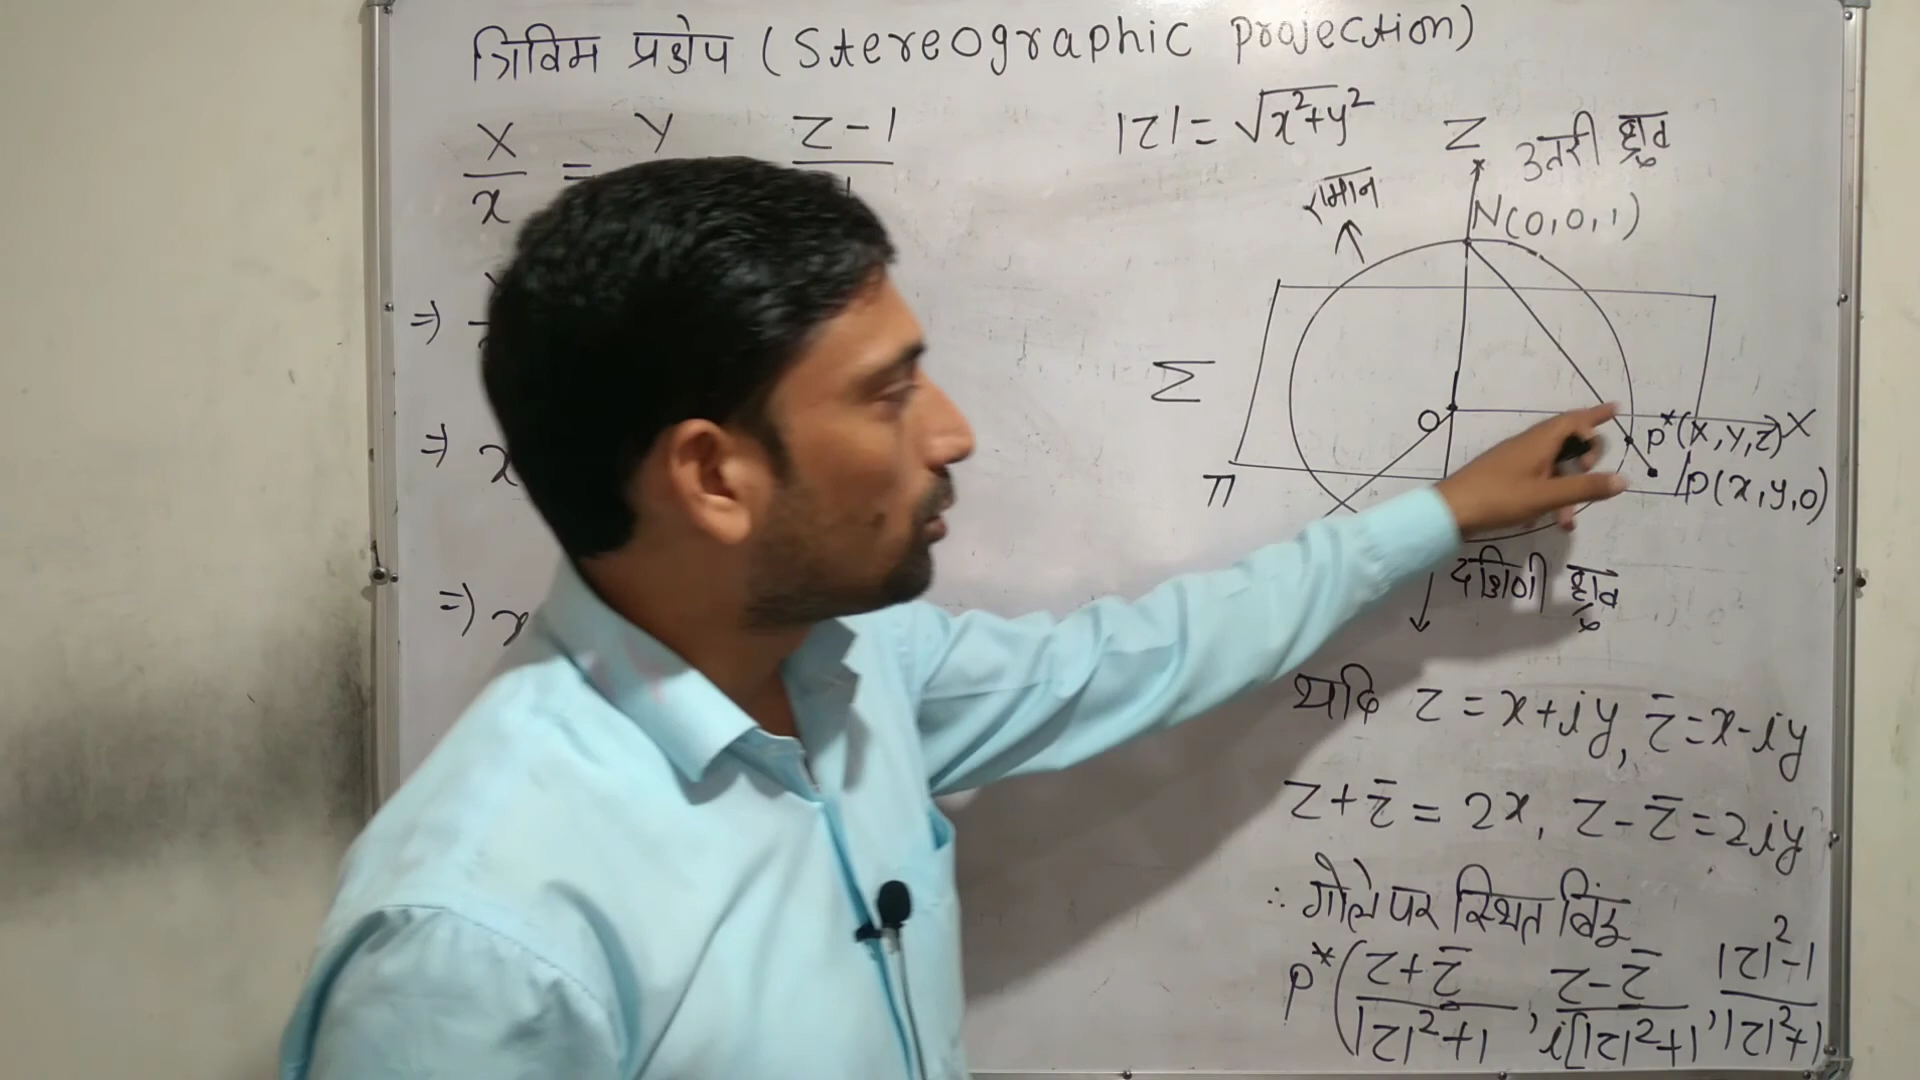 त्रिविम प्रक्षेप (Stereographic projection)
X/x = Y Z-1
⇒
⇒ x
⇒ x
|z| = √x²+y²
Z उत्तरी ध्रुव
रीमान
N(0,0,1)
Σ
O
P*(X,Y,Z) X
π
P(x,y,0)
दक्षिणी ध्रुव
यदि z = x+iy, z̄ = x-iy
z+z̄ = 2x, z-z̄ = 2iy
∴ गोले पर स्थित बिंदु
P*(z+z̄/|z|²+1, z-z̄/i[|z|²+1, |z|²-1/|z|²+1